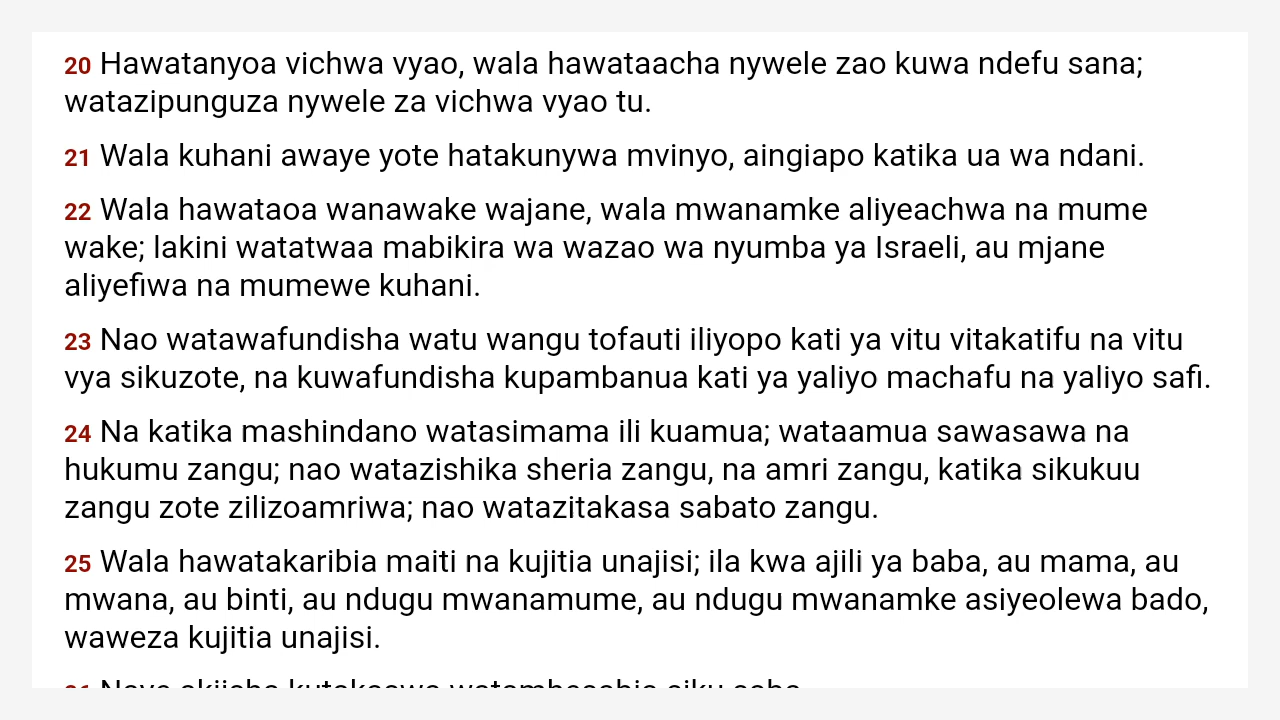 20 Hawatanyoa vichwa vyao, wala hawataacha nywele zao kuwa ndefu sana;
watazipunguza nywele za vichwa vyao tu.
21 Wala kuhani awaye yote hatakunywa mvinyo, aingiapo katika ua wa ndani.
22 Wala hawataoa wanawake wajane, wala mwanamke aliyeachwa na mume
wake; lakini watatwaa mabikira wa wazao wa nyumba ya Israeli, au mjane
aliyefiwa na mumewe kuhani.
23 Nao watawafundisha watu wangu tofauti iliyopo kati ya vitu vitakatifu na vitu
vya sikuzote, na kuwafundisha kupambanua kati ya yaliyo machafu na yaliyo safi.
24 Na katika mashindano watasimama ili kuamua; wataamua sawasawa na
hukumu zangu; nao watazishika sheria zangu, na amri zangu, katika sikukuu
zangu zote zilizoamriwa; nao watazitakasa sabato zangu.
25 Wala hawatakaribia maiti na kujitia unajisi; ila kwa ajili ya baba, au mama, au
mwana, au binti, au ndugu mwanamume, au ndugu mwanamke asiyeolewa bado,
waweza kujitia unajisi.